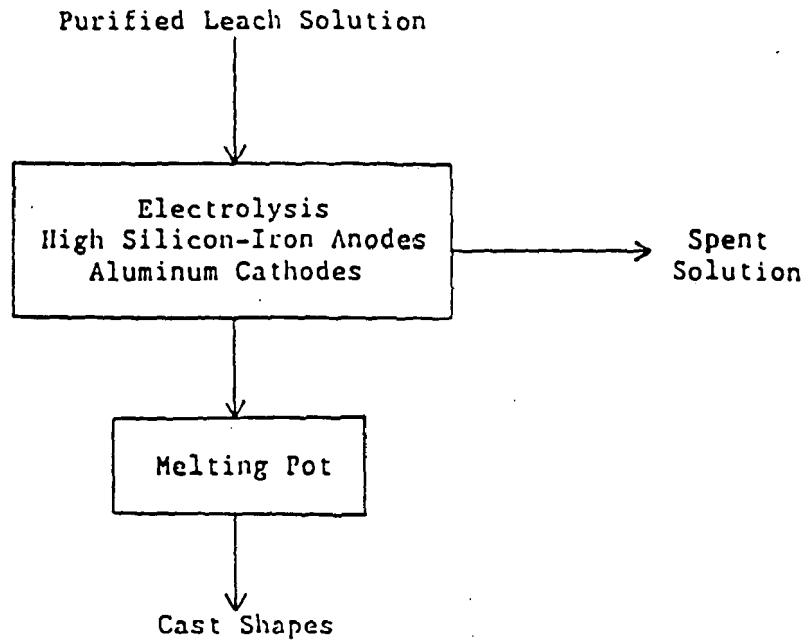 Purified Leach Solution
Electrolysis
High Silicon-Iron Anodes
Aluminum Cathodes
Spent
Solution
Melting Pot
Cast Shapes